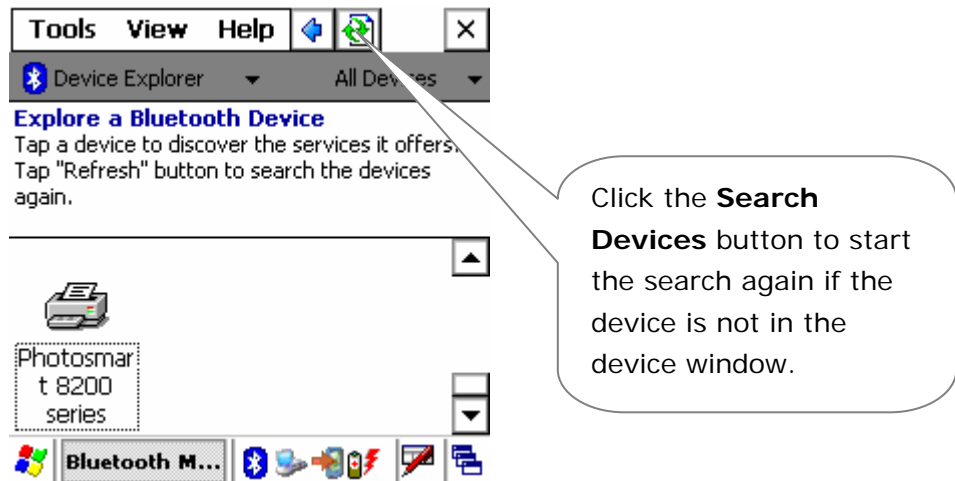 Tools View Help
Device Explorer All Devices
Explore a Bluetooth Device
Tap a device to discover the services it offers.
Tap "Refresh" button to search the devices
again.
Photosmar
t 8200
series
Bluetooth M...
Click the Search
Devices button to start
the search again if the
device is not in the
device window.